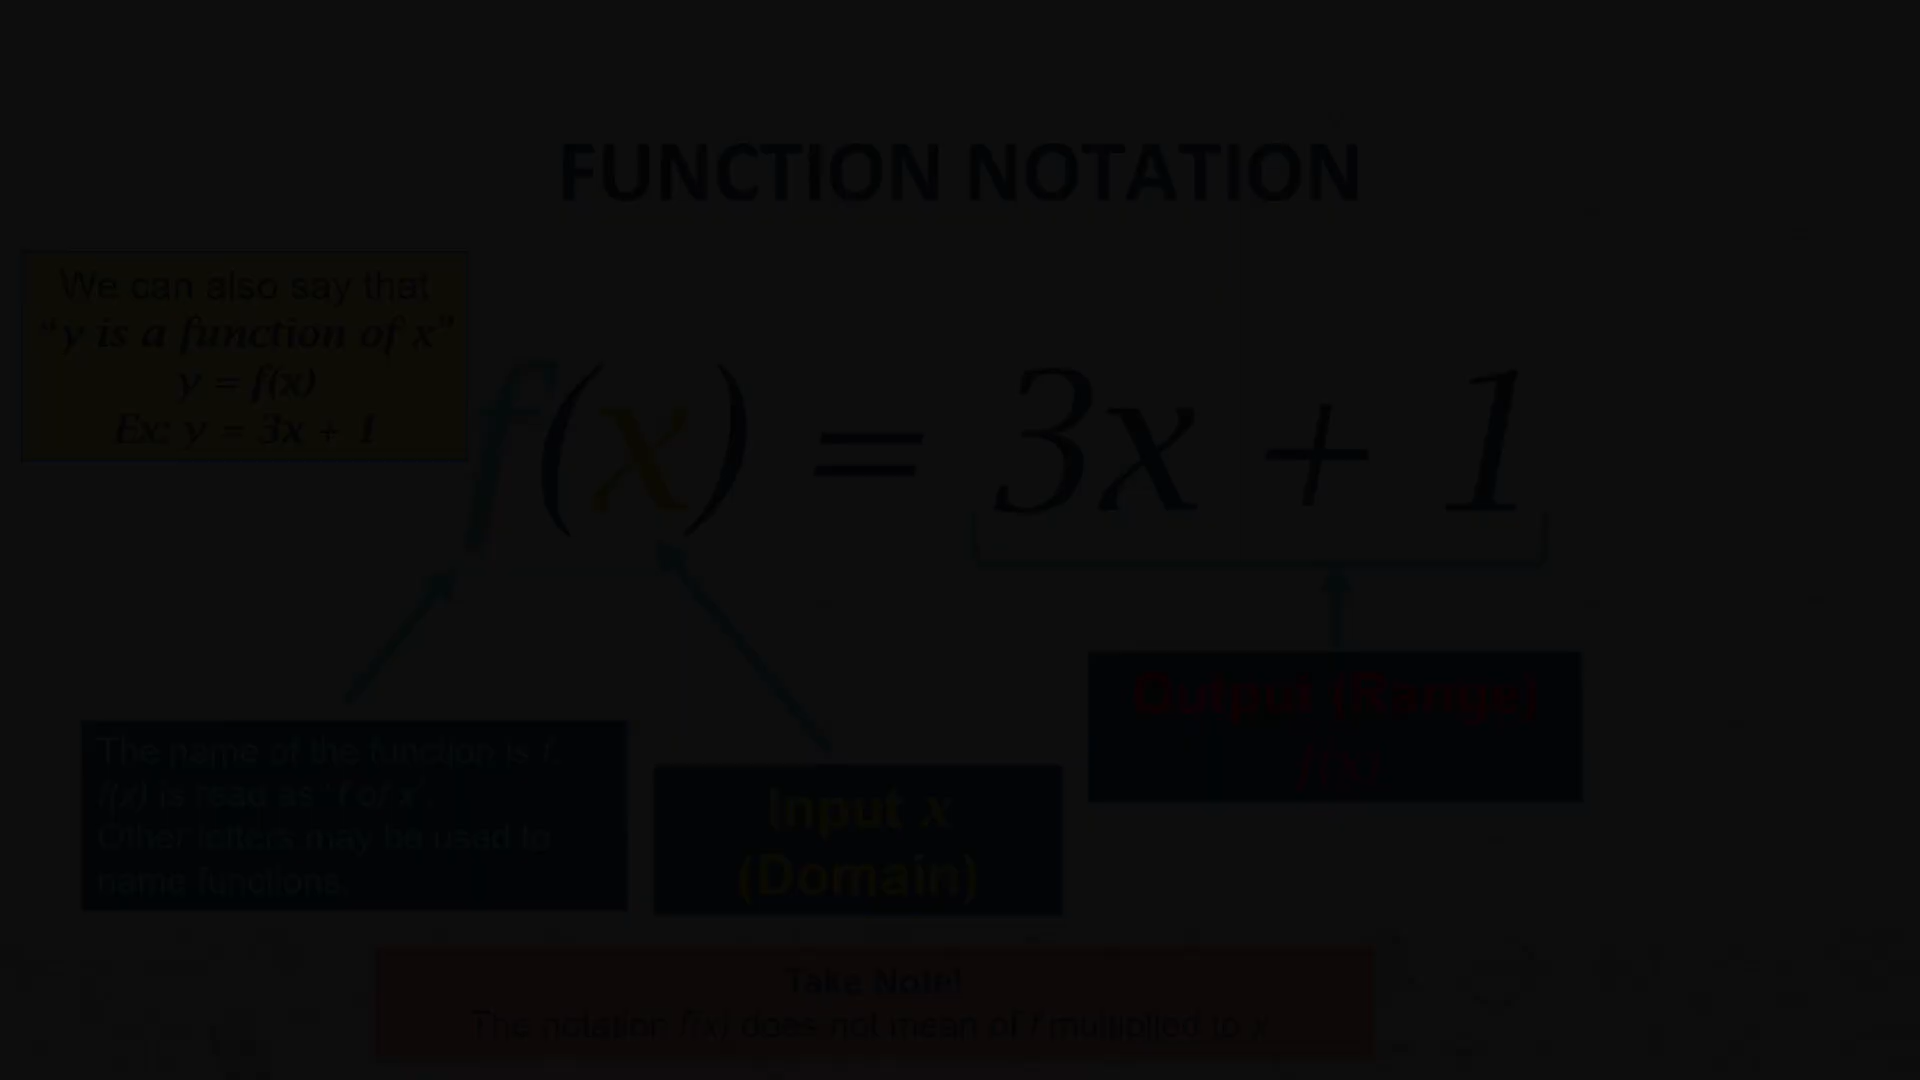 FUNCTION NOTATION
We can also say that
“y is a function of x”
y = f(x)
Ex: y = 3x + 1
f(x) = 3x + 1
Output (Range)
f(x)
The name of the function is f.
f(x) is read as ‘f of x’.
Other letters may be used to
name functions.
Input x
(Domain)
Take Note!
The notation f(x) does not mean of f multiplied to x